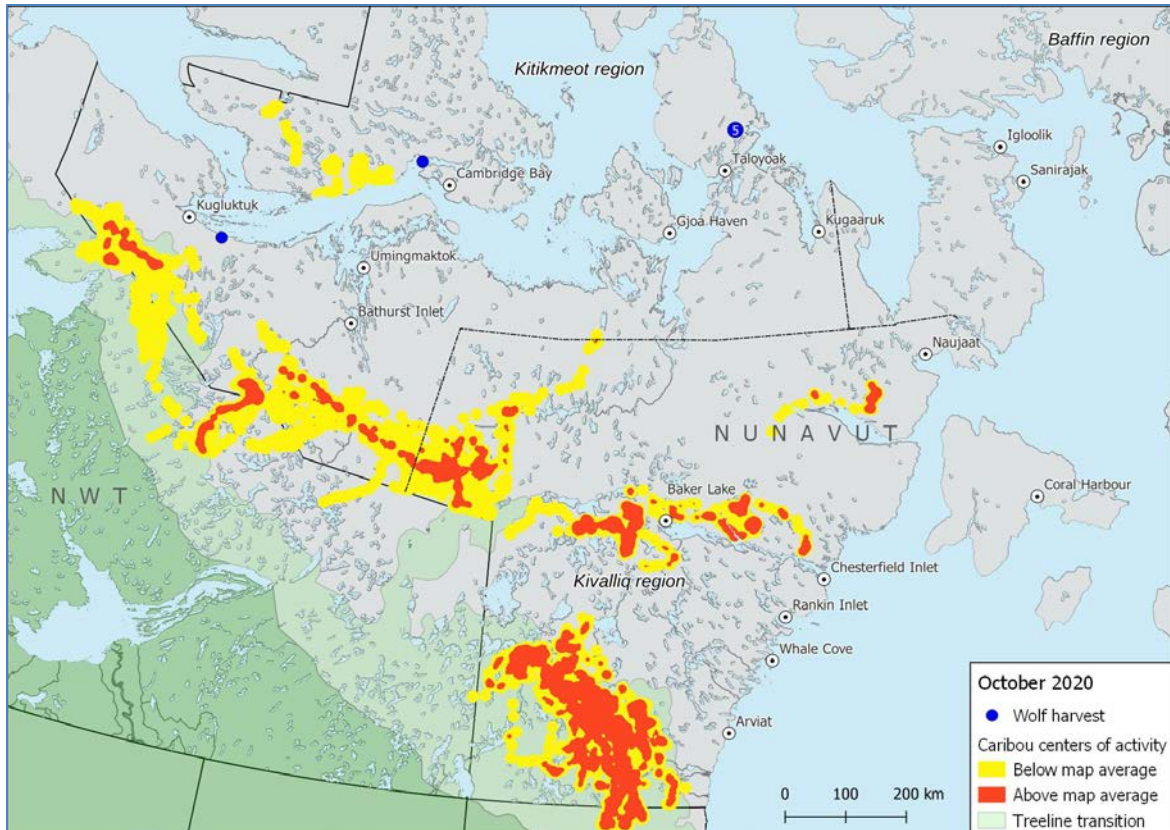 Baffin region
Kitikmeot region
5
Igloolik
Taloyoak
Sanirajak
Cambridge Bay
Kugluktuk
Gjoa Haven
Kugaaruk
Umingmaktok
Bathurst Inlet
Naujaat
NUNAVUT
NWT
Baker Lake
Coral Harbour
Chesterfield Inlet
Kivalliq region
Rankin Inlet
Whale Cove
Arviat
0 100 200 km
October 2020
Wolf harvest
Caribou centers of activity
Below map average
Above map average
Treeline transition